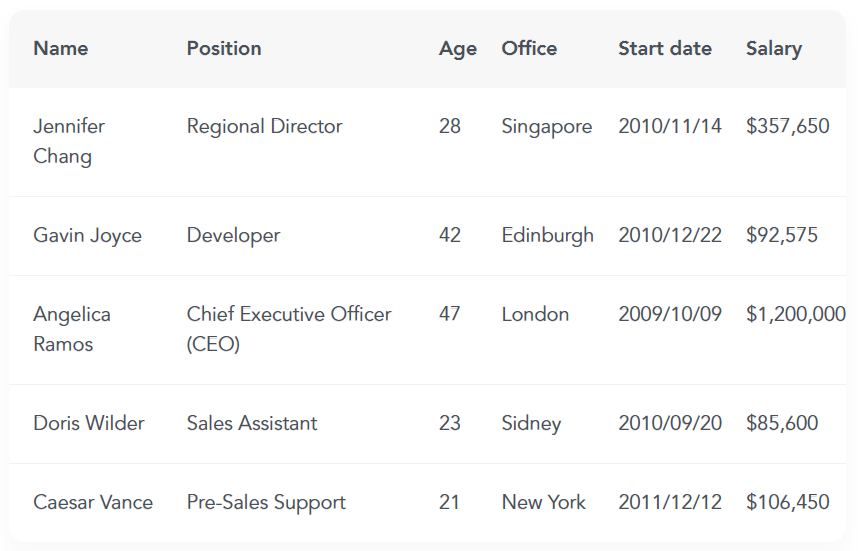 Name Position Age Office Start date Salary
Jennifer Regional Director 28 Singapore 2010/11/14 $357,650
Chang
Gavin Joyce Developer 42 Edinburgh 2010/12/22 $92,575
Angelica Chief Executive Officer 47 London 2009/10/09 $1,200,000
Ramos (CEO)
Doris Wilder Sales Assistant 23 Sidney 2010/09/20 $85,600
Caesar Vance Pre-Sales Support 21 New York 2011/12/12 $106,450